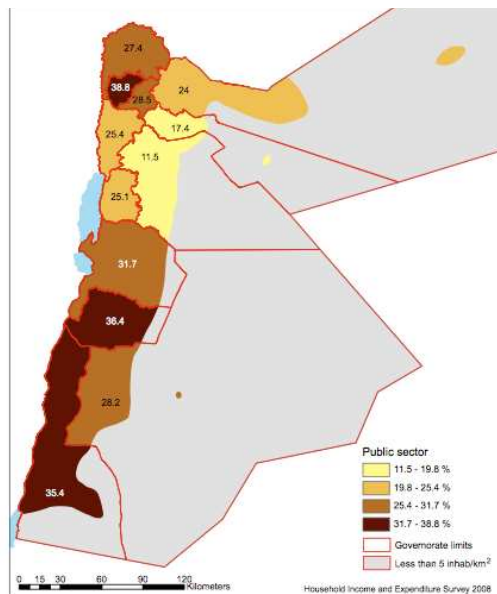 27.4
38.8
28.5
24
25.4
17.4
11.5
25.1
31.7
36.4
28.2
35.4
Public sector
11.5 - 19.8 %
19.8 - 25.4 %
25.4 - 31.7 %
31.7 - 38.8 %
Governorate limits
Less than 5 inhab/km²
0 15 30 60 90 120
Kilometers
Household Income and Expenditure Survey 2008